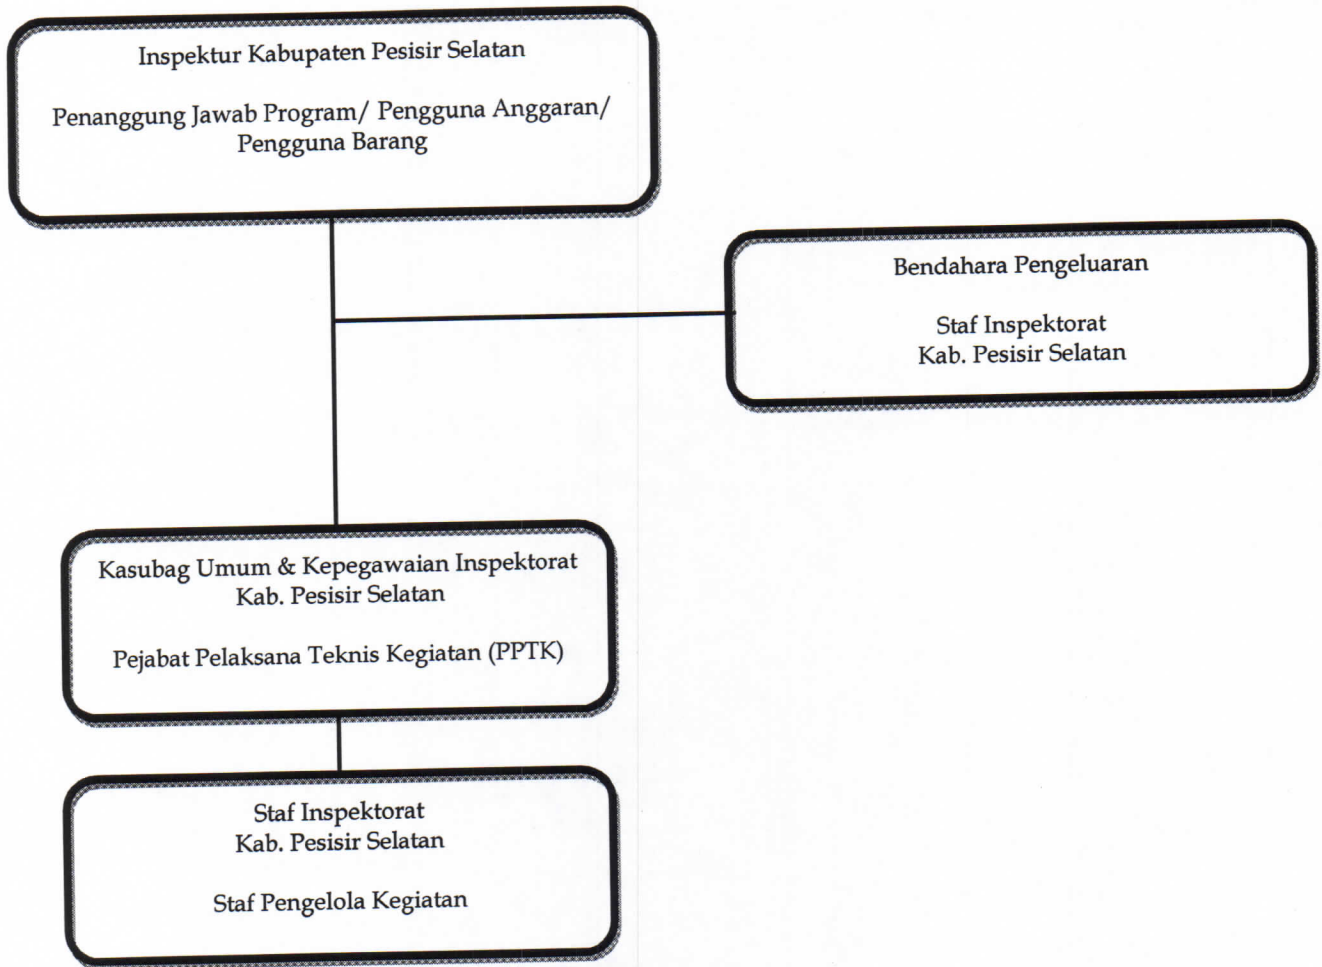 Inspektur Kabupaten Pesisir Selatan
Penanggung Jawab Program/ Pengguna Anggaran/
Pengguna Barang
Bendahara Pengeluaran
Staf Inspektorat
Kab. Pesisir Selatan
Kasubag Umum & Kepegawaian Inspektorat
Kab. Pesisir Selatan
Pejabat Pelaksana Teknis Kegiatan (PPTK)
Staf Inspektorat
Kab. Pesisir Selatan
Staf Pengelola Kegiatan